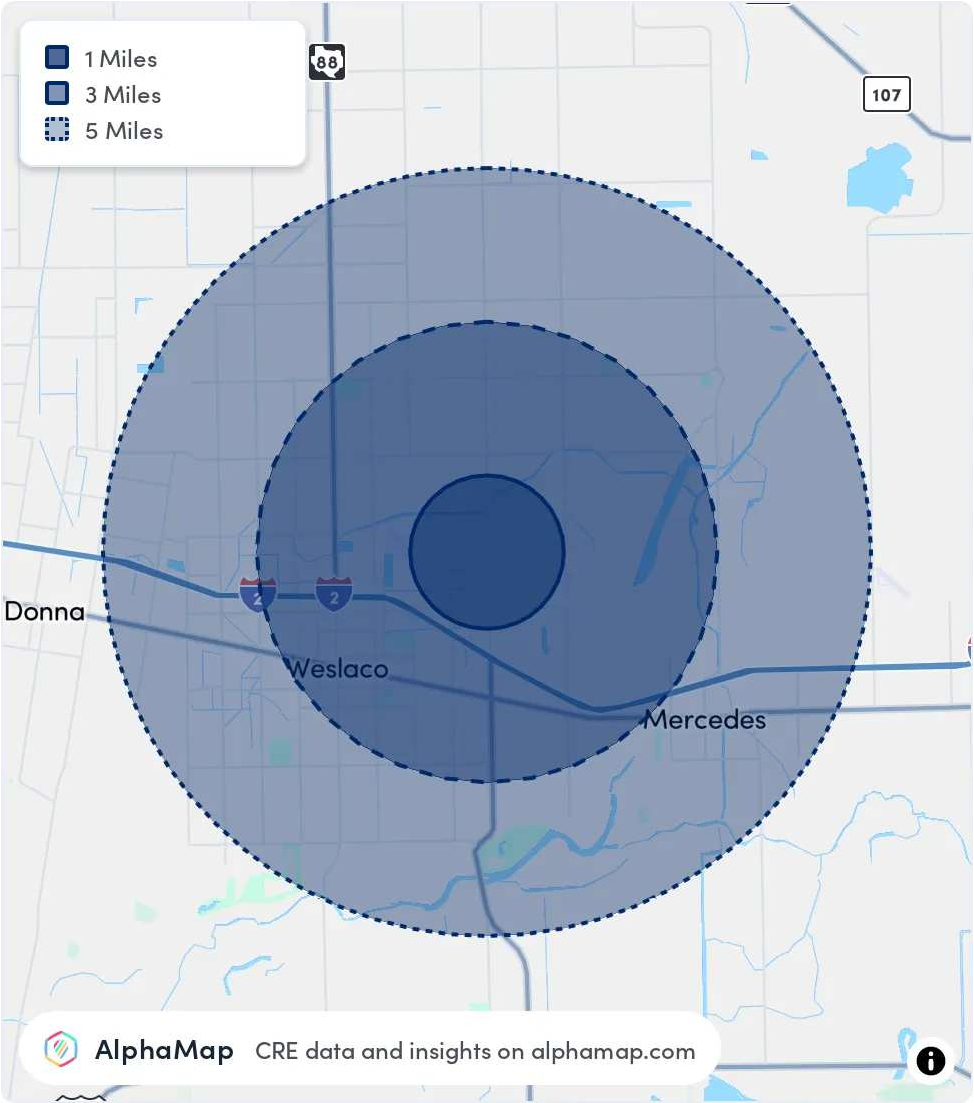 1 Miles
3 Miles
5 Miles
88
107
2
2
Donna
Weslaco
Mercedes
AlphaMap CRE data and insights on alphamap.com
i